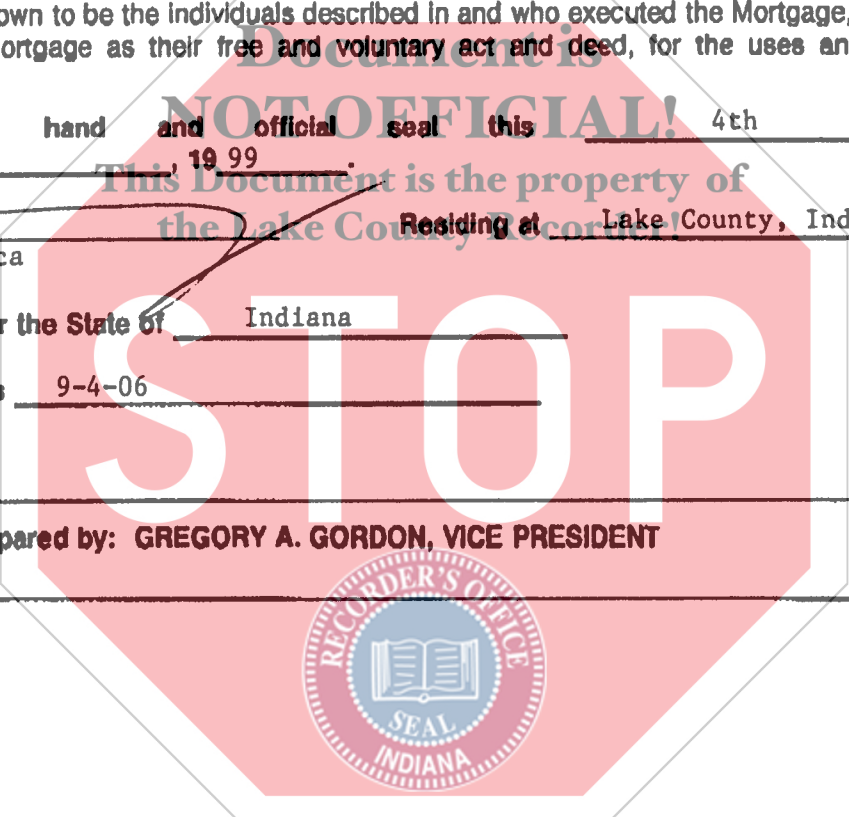 own to be the individuals described in and who executed the Mortgage,
ortgage as their free and voluntary act and deed, for the uses an
Document is
NOT OFFICIAL!
This Document is the property of
the Lake County Recorder!
hand and official seal this 4th
, 19 99 .
Residing at Lake County, Ind
ca
r the State of Indiana
s 9-4-06
STOP
pared by: GREGORY A. GORDON, VICE PRESIDENT
RECORDER'S OFFICE
SEAL
INDIANA